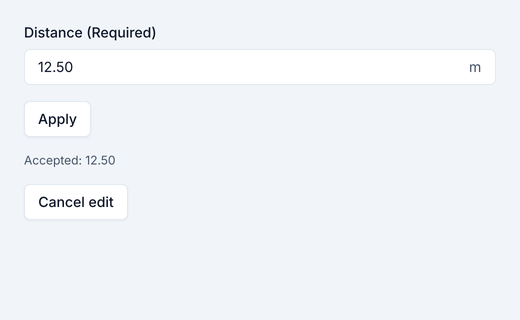 Distance (Required)
12.50 m
Apply
Accepted: 12.50
Cancel edit